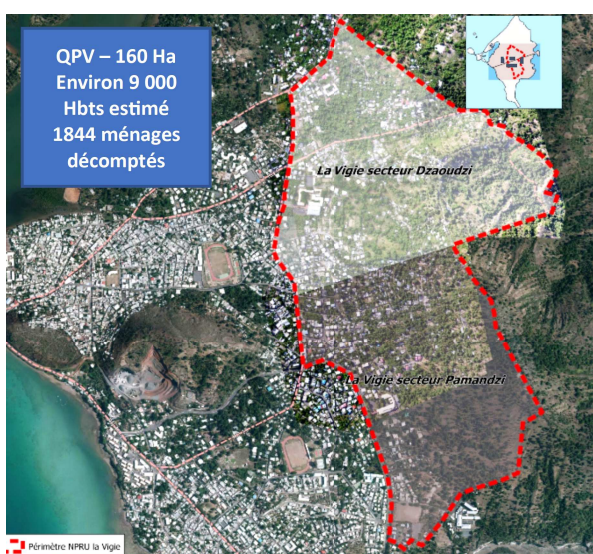 QPV – 160 Ha
Environ 9 000
Hbts estimé
1844 ménages
décomptés
La Vigie secteur Dzaoudzi
La Vigie secteur Pamandzi
Périmètre NPRU la Vigie